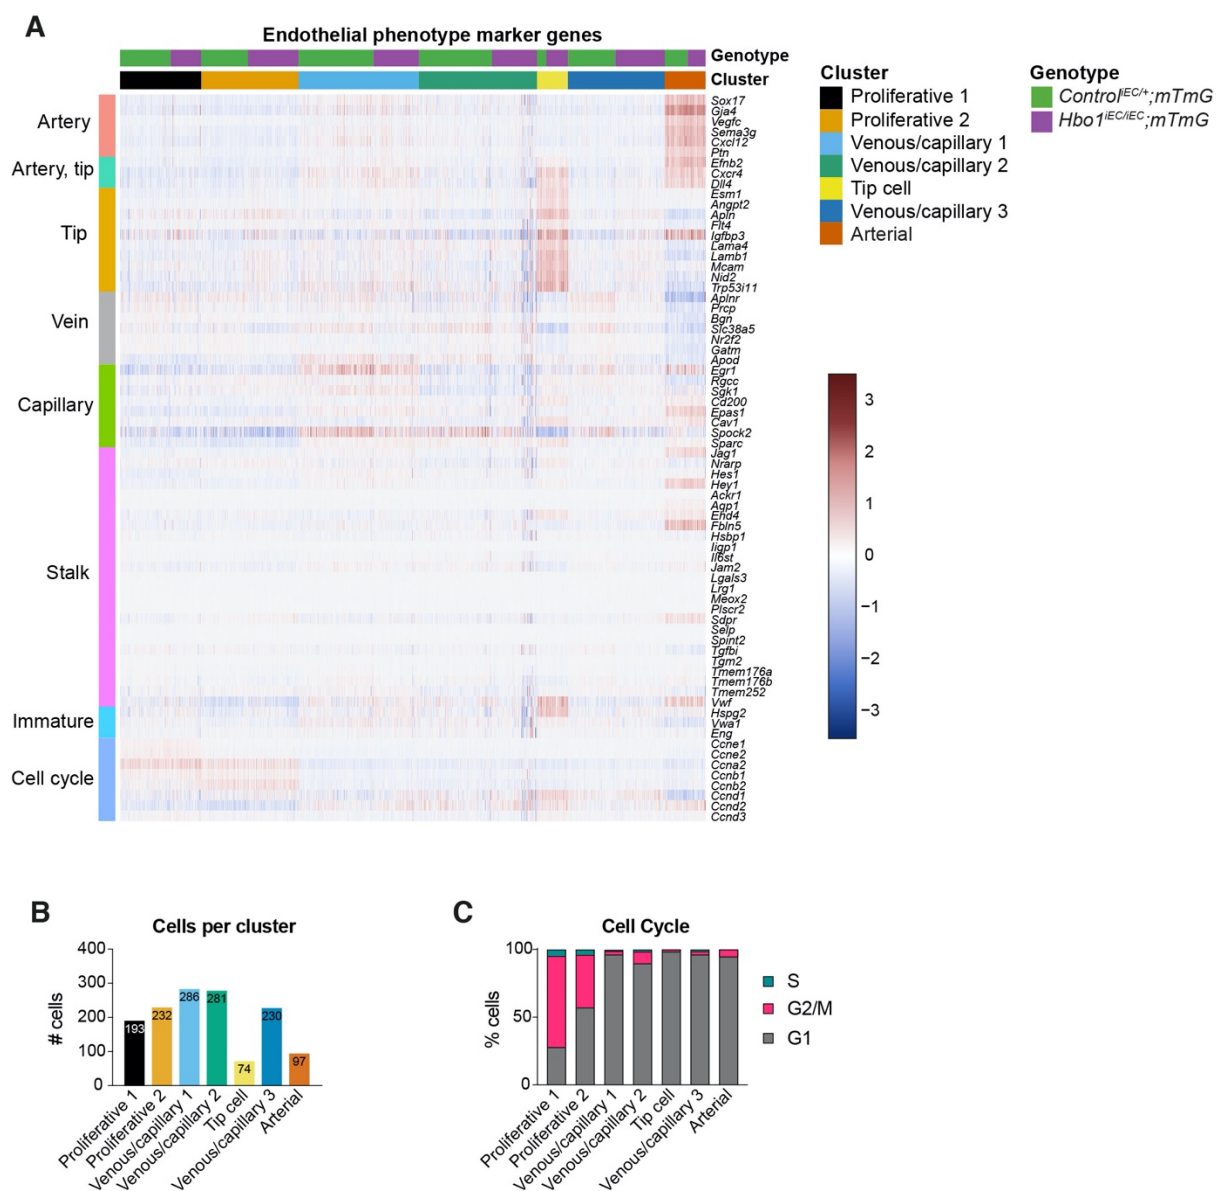 A
Endothelial phenotype marker genes
Genotype
Cluster
Artery
Artery, tip
Tip
Vein
Capillary
Stalk
Immature
Cell cycle
Sox17
Gja4
Vegfc
Sema3g
Cxcl12
Ptn
Efnb2
Cxcr4
Dll4
Esm1
Angpt2
Apln
Flt4
Igfbp3
Lama4
Lamb1
Mcam
Nid2
Trp53i11
Aplnr
Prcp
Bgn
Slc38a5
Nr2f2
Gatm
Apod
Egr1
Rgcc
Sgk1
Cd200
Epas1
Cav1
Spock2
Sparc
Jag1
Nrarp
Hes1
Hey1
Ackr1
Aqp1
Ehd4
Fbln5
Hsbp1
Iigp1
Il6st
Jam2
Lgals3
Lrg1
Meox2
Plscr2
Sdpr
Selp
Spint2
Tgfbi
Tgm2
Tmem176a
Tmem176b
Tmem252
Vwf
Hspg2
Vwa1
Eng
Ccne1
Ccne2
Ccna2
Ccnb1
Ccnb2
Ccnd1
Ccnd2
Ccnd3
Cluster
Proliferative 1
Proliferative 2
Venous/capillary 1
Venous/capillary 2
Tip cell
Venous/capillary 3
Arterial
Genotype
Control^iEC/+;mTmG
Hbo1^iEC/iEC;mTmG
3
2
1
0
−1
−2
−3
B
Cells per cluster
# cells
400
300
200
100
0
193
232
286
281
74
230
97
Proliferative 1
Proliferative 2
Venous/capillary 1
Venous/capillary 2
Tip cell
Venous/capillary 3
Arterial
C
Cell Cycle
% cells
100
50
0
Proliferative 1
Proliferative 2
Venous/capillary 1
Venous/capillary 2
Tip cell
Venous/capillary 3
Arterial
S
G2/M
G1